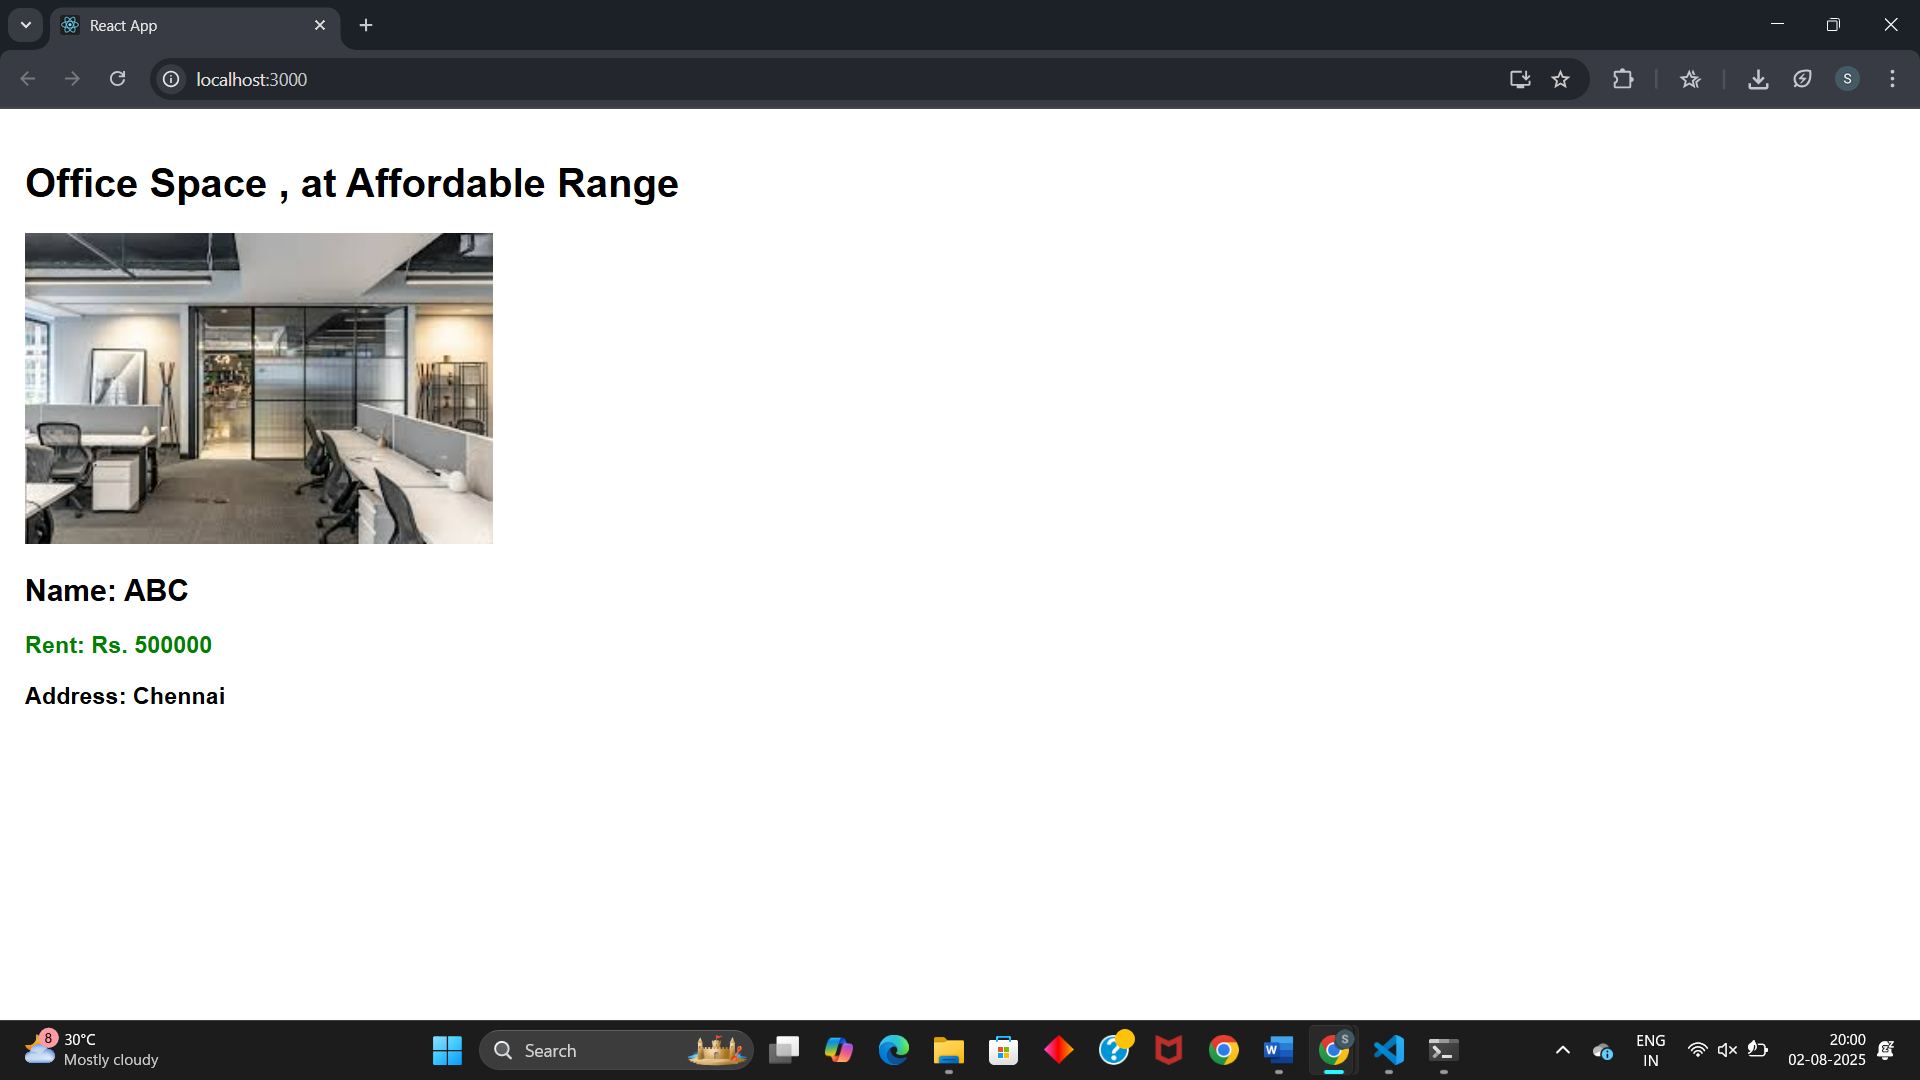 React App
localhost:3000
S
Office Space , at Affordable Range
Name: ABC
Rent: Rs. 500000
Address: Chennai
8
30°C
Mostly cloudy
Search
S
ENG
IN
20:00
02-08-2025